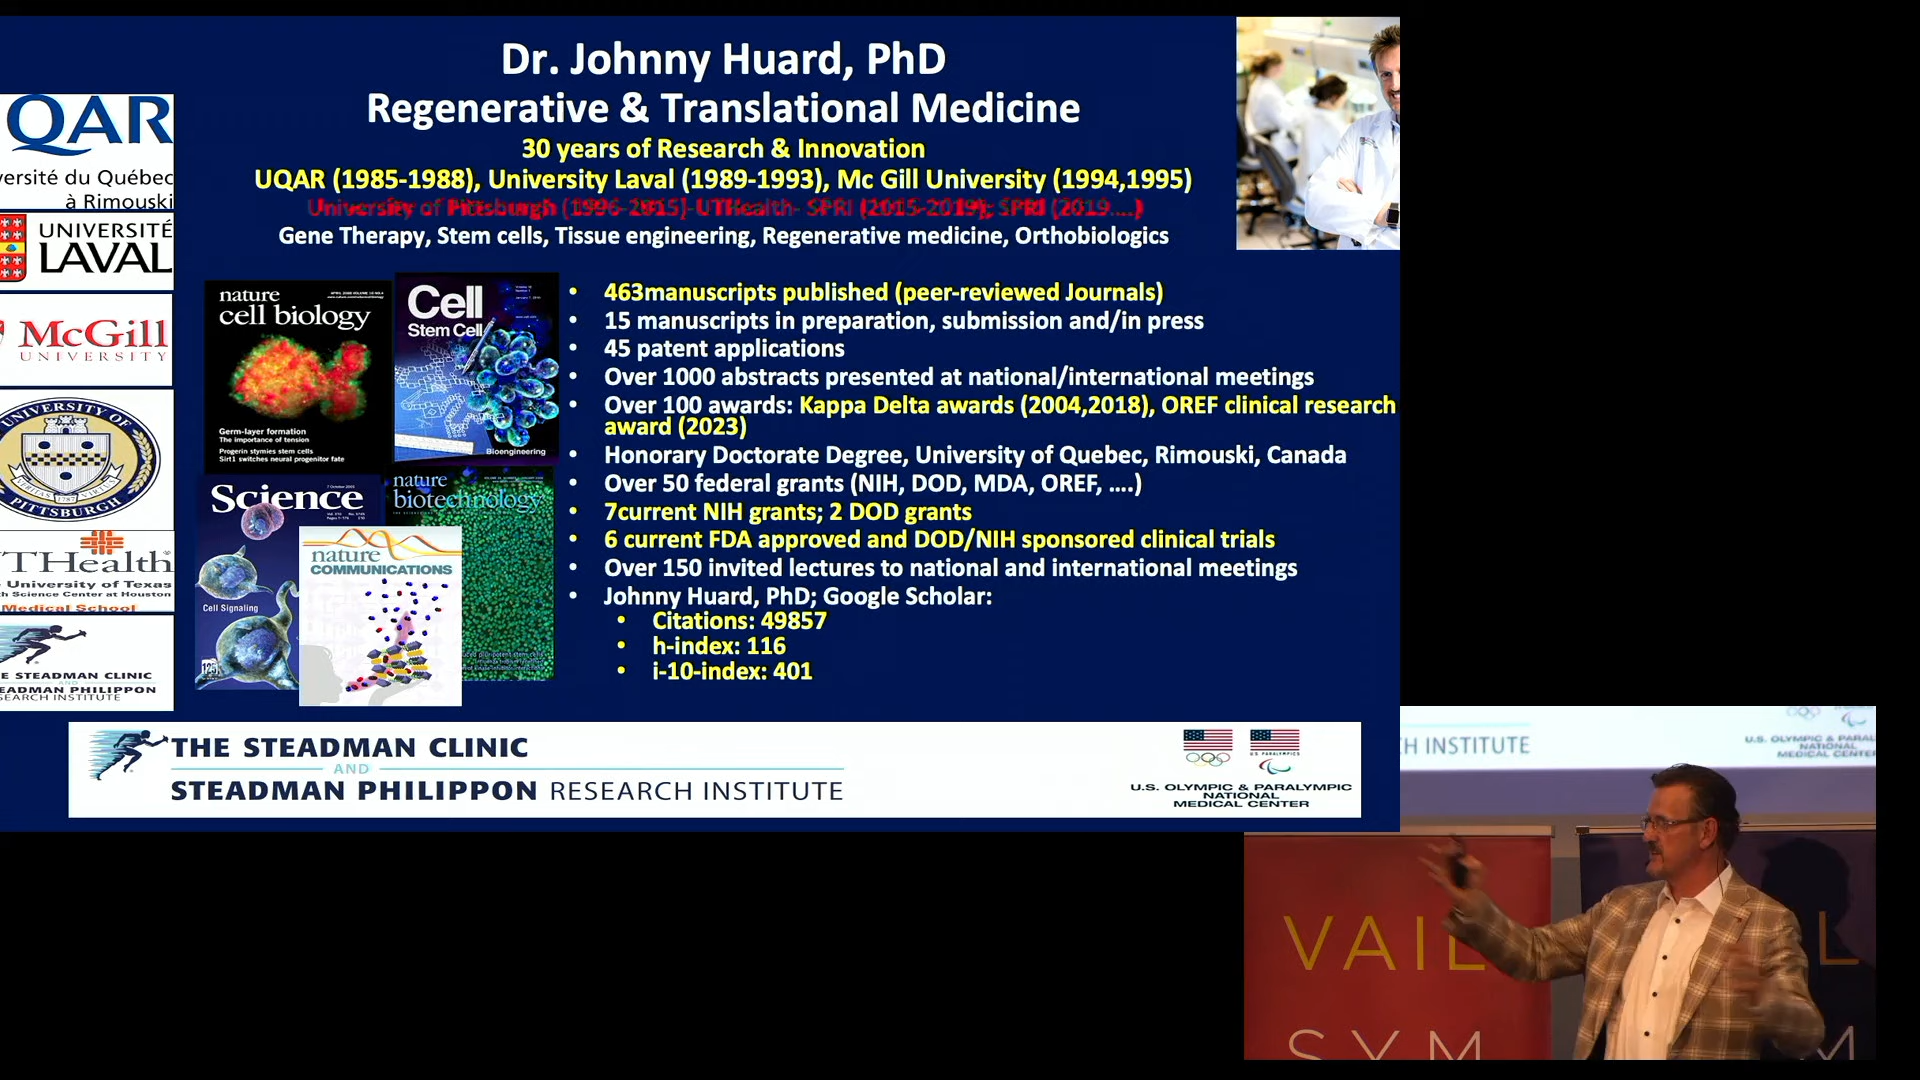 Dr. Johnny Huard, PhD
Regenerative & Translational Medicine
30 years of Research & Innovation
UQAR (1985-1988), University Laval (1989-1993), Mc Gill University (1994,1995)
University of Pittsburgh (1996-2015)-UTHealth- SPRI (2015-2019); SPRI (2019....)
Gene Therapy, Stem cells, Tissue engineering, Regenerative medicine, Orthobiologics
QAR
versité du Québec
à Rimouski
UNIVERSITÉ
LAVAL
McGill
UNIVERSITY
UNIVERSITY OF
PITTSBURGH
THealth
University of Texas
h Science Center at Houston
Medical School
E STEADMAN CLINIC
EADMAN PHILIPPON
SEARCH INSTITUTE
nature
cell biology
Germ-layer formation
The importance of tension
Progerin stymies stem cells
Sirt1 switches neural progenitor fate
Cell
Stem Cell
Bioengineering
Science
Cell Signaling
nature
biotechnology
nature
COMMUNICATIONS
• 463manuscripts published (peer-reviewed Journals)
• 15 manuscripts in preparation, submission and/in press
• 45 patent applications
• Over 1000 abstracts presented at national/international meetings
• Over 100 awards: Kappa Delta awards (2004,2018), OREF clinical research
award (2023)
• Honorary Doctorate Degree, University of Quebec, Rimouski, Canada
• Over 50 federal grants (NIH, DOD, MDA, OREF, ....)
• 7current NIH grants; 2 DOD grants
• 6 current FDA approved and DOD/NIH sponsored clinical trials
• Over 150 invited lectures to national and international meetings
• Johnny Huard, PhD; Google Scholar:
• Citations: 49857
• h-index: 116
• i-10-index: 401
THE STEADMAN CLINIC
AND
STEADMAN PHILIPPON RESEARCH INSTITUTE
U.S. PARALYMPICS
U.S. OLYMPIC & PARALYMPIC
NATIONAL
MEDICAL CENTER
CH INSTITUTE
U.S. OLYMPIC & PARAL
NATIONAL
MEDICAL CENTE
VAIL
L
SYM
M